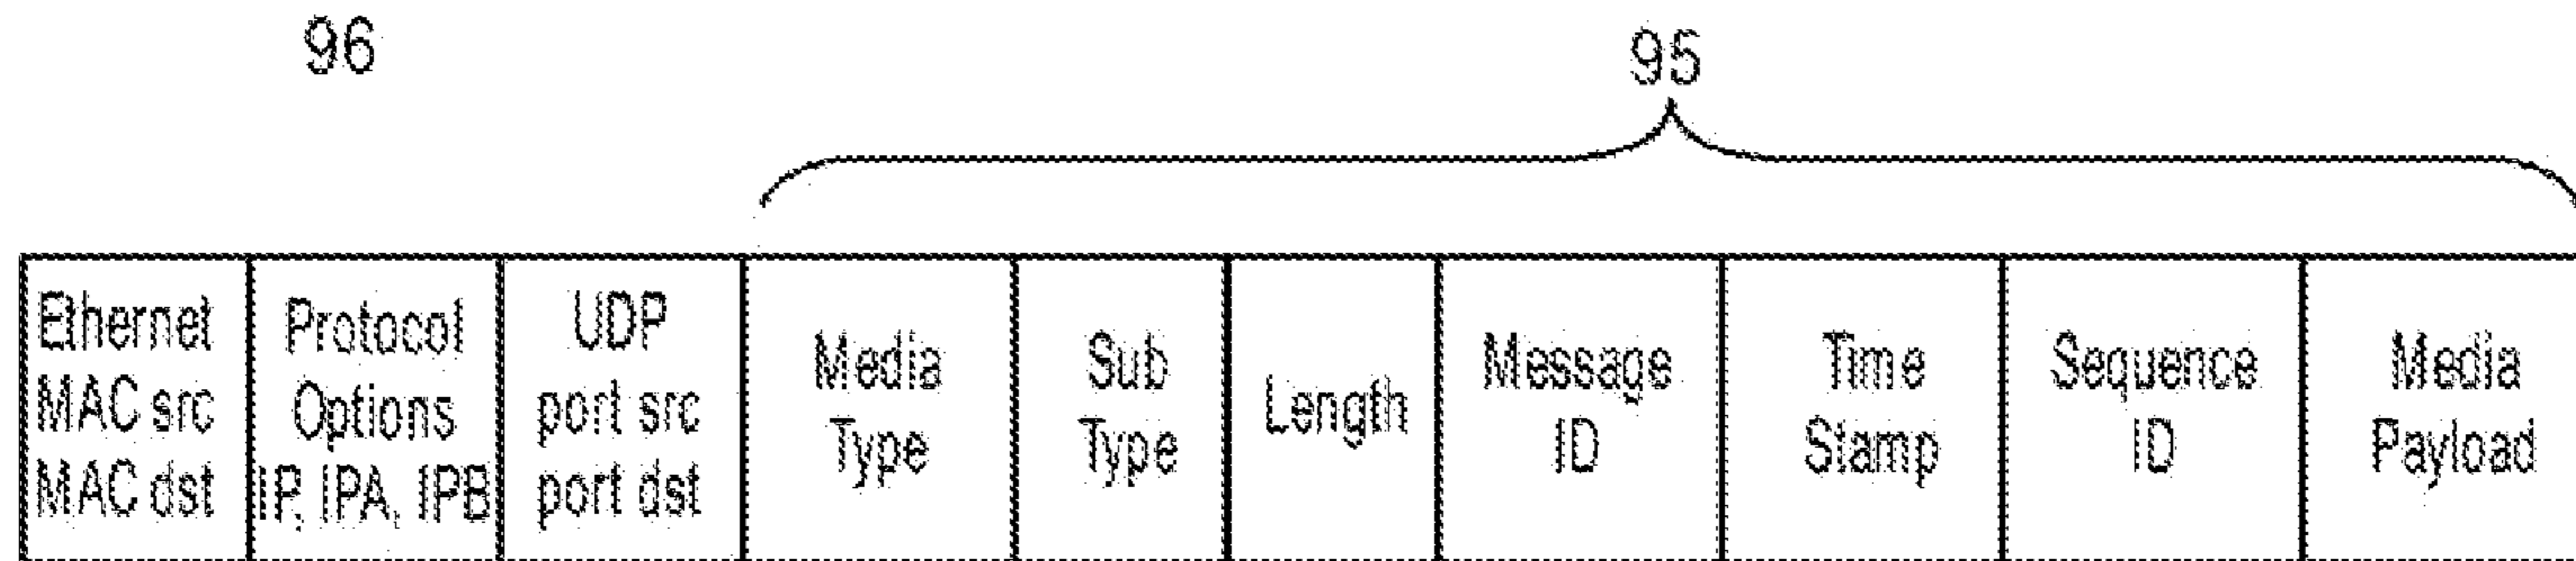 96
95
Ethernet
MAC src
MAC dst
Protocol
Options
IP, IPA, IPB
UDP
port src
port dst
Media
Type
Sub
Type
Length
Message
ID
Time
Stamp
Sequence
ID
Media
Payload